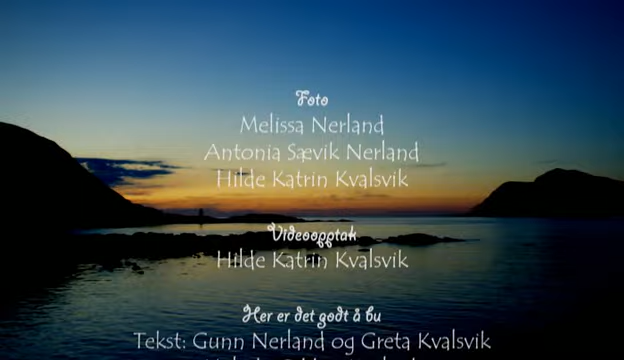 Foto
Melissa Nerland
Antonia Sævik Nerland
Hilde Katrin Kvalsvik
Videoopptak
Hilde Katrin Kvalsvik
Her er det godt å bu
Tekst: Gunn Nerland og Greta Kvalsvik